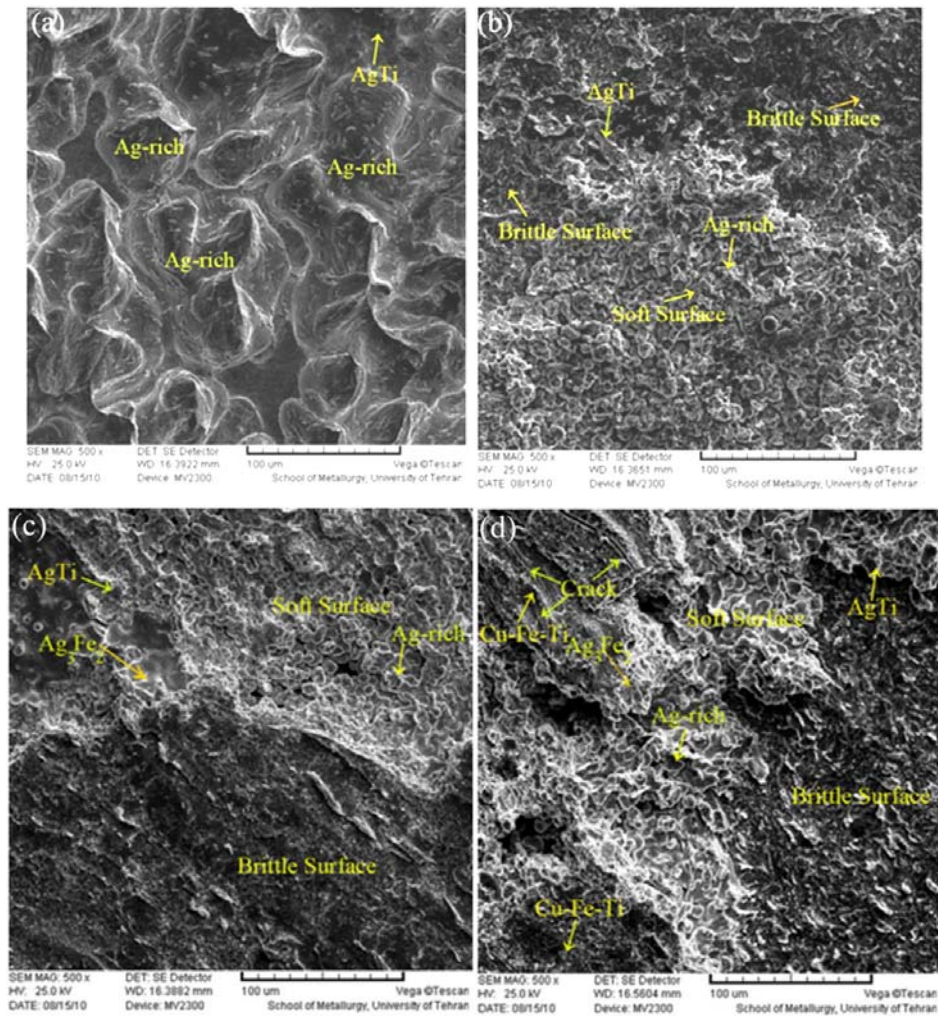 (a)
AgTi
Ag-rich
Ag-rich
Ag-rich
SEM MAG: 500 x DET: SE Detector
HV: 25.0 kV WD: 16.3922 mm
DATE: 08/15/10 Device: MV2300
100 um
Vega ©Tescan
School of Metallurgy, University of Tehran
(b)
AgTi
Brittle Surface
Brittle Surface
Ag-rich
Soft Surface
SEM MAG: 500 x DET: SE Detector
HV: 25.0 kV WD: 16.3651 mm
DATE: 08/15/10 Device: MV2300
100 um
Vega ©Tescan
School of Metallurgy, University of Tehran
(c)
AgTi
Soft Surface
Ag-rich
Ag3Fe2
Brittle Surface
SEM MAG: 500 x DET: SE Detector
HV: 25.0 kV WD: 16.3882 mm
DATE: 08/15/10 Device: MV2300
100 um
Vega ©Tescan
School of Metallurgy, University of Tehran
(d)
Crack
AgTi
Cu-Fe-Ti
Soft Surface
Ag3Fe2
Ag-rich
Brittle Surface
Cu-Fe-Ti
SEM MAG: 500 x DET: SE Detector
HV: 25.0 kV WD: 16.5604 mm
DATE: 08/15/10 Device: MV2300
100 um
Vega ©Tescan
School of Metallurgy, University of Tehran